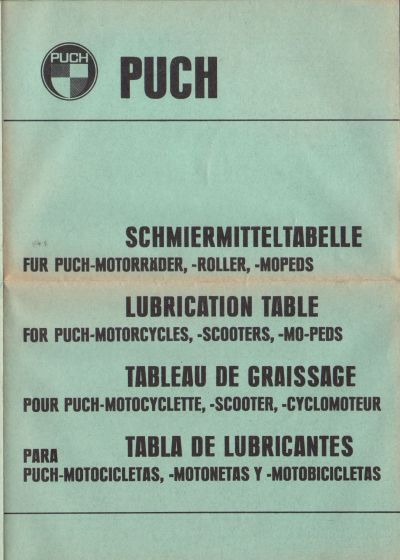 PUCH
PUCH
SCHMIERMITTELTABELLE
FUR PUCH-MOTORRÄDER, -ROLLER, -MOPEDS
LUBRICATION TABLE
FOR PUCH-MOTORCYCLES, -SCOOTERS, -MO-PEDS
TABLEAU DE GRAISSAGE
POUR PUCH-MOTOCYCLETTE, -SCOOTER, -CYCLOMOTEUR
TABLA DE LUBRICANTES
PARA
PUCH-MOTOCICLETAS, -MOTONETAS Y -MOTOBICICLETAS